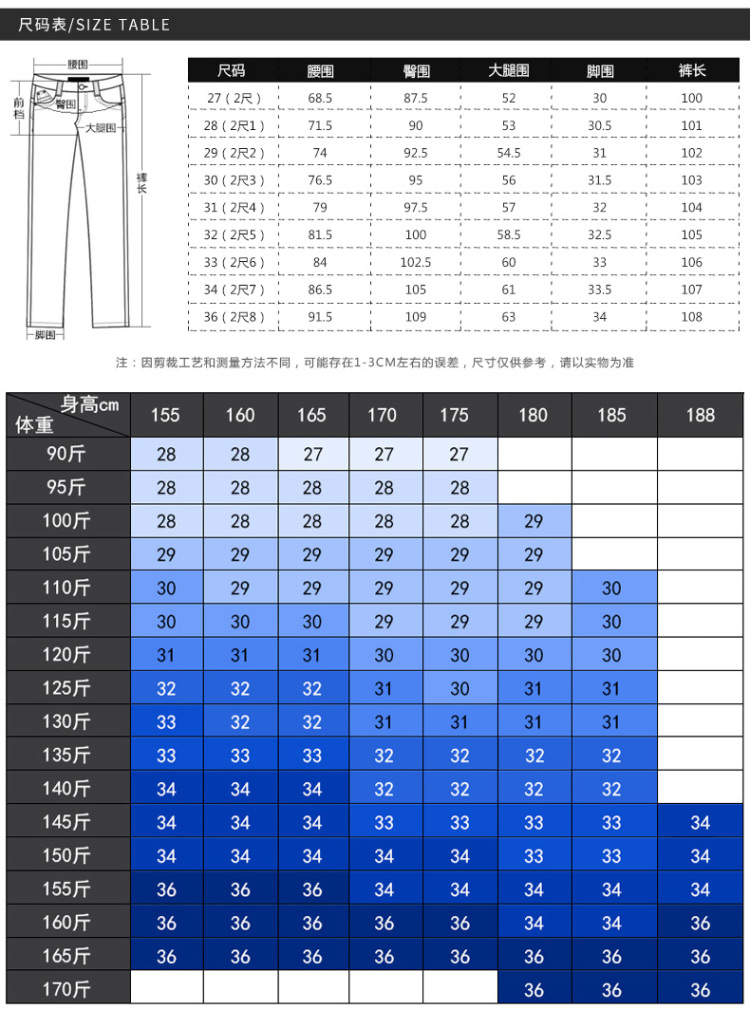 尺码表/SIZE TABLE
腰围
前档
臀围
大腿围
裤长
脚围
尺码 腰围 臀围 大腿围 脚围 裤长
27（2尺） 68.5 87.5 52 30 100
28（2尺1） 71.5 90 53 30.5 101
29（2尺2） 74 92.5 54.5 31 102
30（2尺3） 76.5 95 56 31.5 103
31（2尺4） 79 97.5 57 32 104
32（2尺5） 81.5 100 58.5 32.5 105
33（2尺6） 84 102.5 60 33 106
34（2尺7） 86.5 105 61 33.5 107
36（2尺8） 91.5 109 63 34 108
注：因剪裁工艺和测量方法不同，可能存在1-3CM左右的误差，尺寸仅供参考，请以实物为准
身高cm
体重
155 160 165 170 175 180 185 188
90斤 28 28 27 27 27
95斤 28 28 28 28 28
100斤 28 28 28 28 28 29
105斤 29 29 29 29 29 29
110斤 30 29 29 29 29 29 30
115斤 30 30 30 29 29 29 30
120斤 31 31 31 30 30 30 30
125斤 32 32 32 31 30 31 31
130斤 33 32 32 31 31 31 31
135斤 33 33 33 32 32 32 32
140斤 34 34 34 32 32 32 32
145斤 34 34 34 33 33 33 33 34
150斤 34 34 34 34 34 33 33 34
155斤 36 36 36 34 34 34 34 34
160斤 36 36 36 36 36 34 34 36
165斤 36 36 36 36 36 36 36 36
170斤 36 36 36